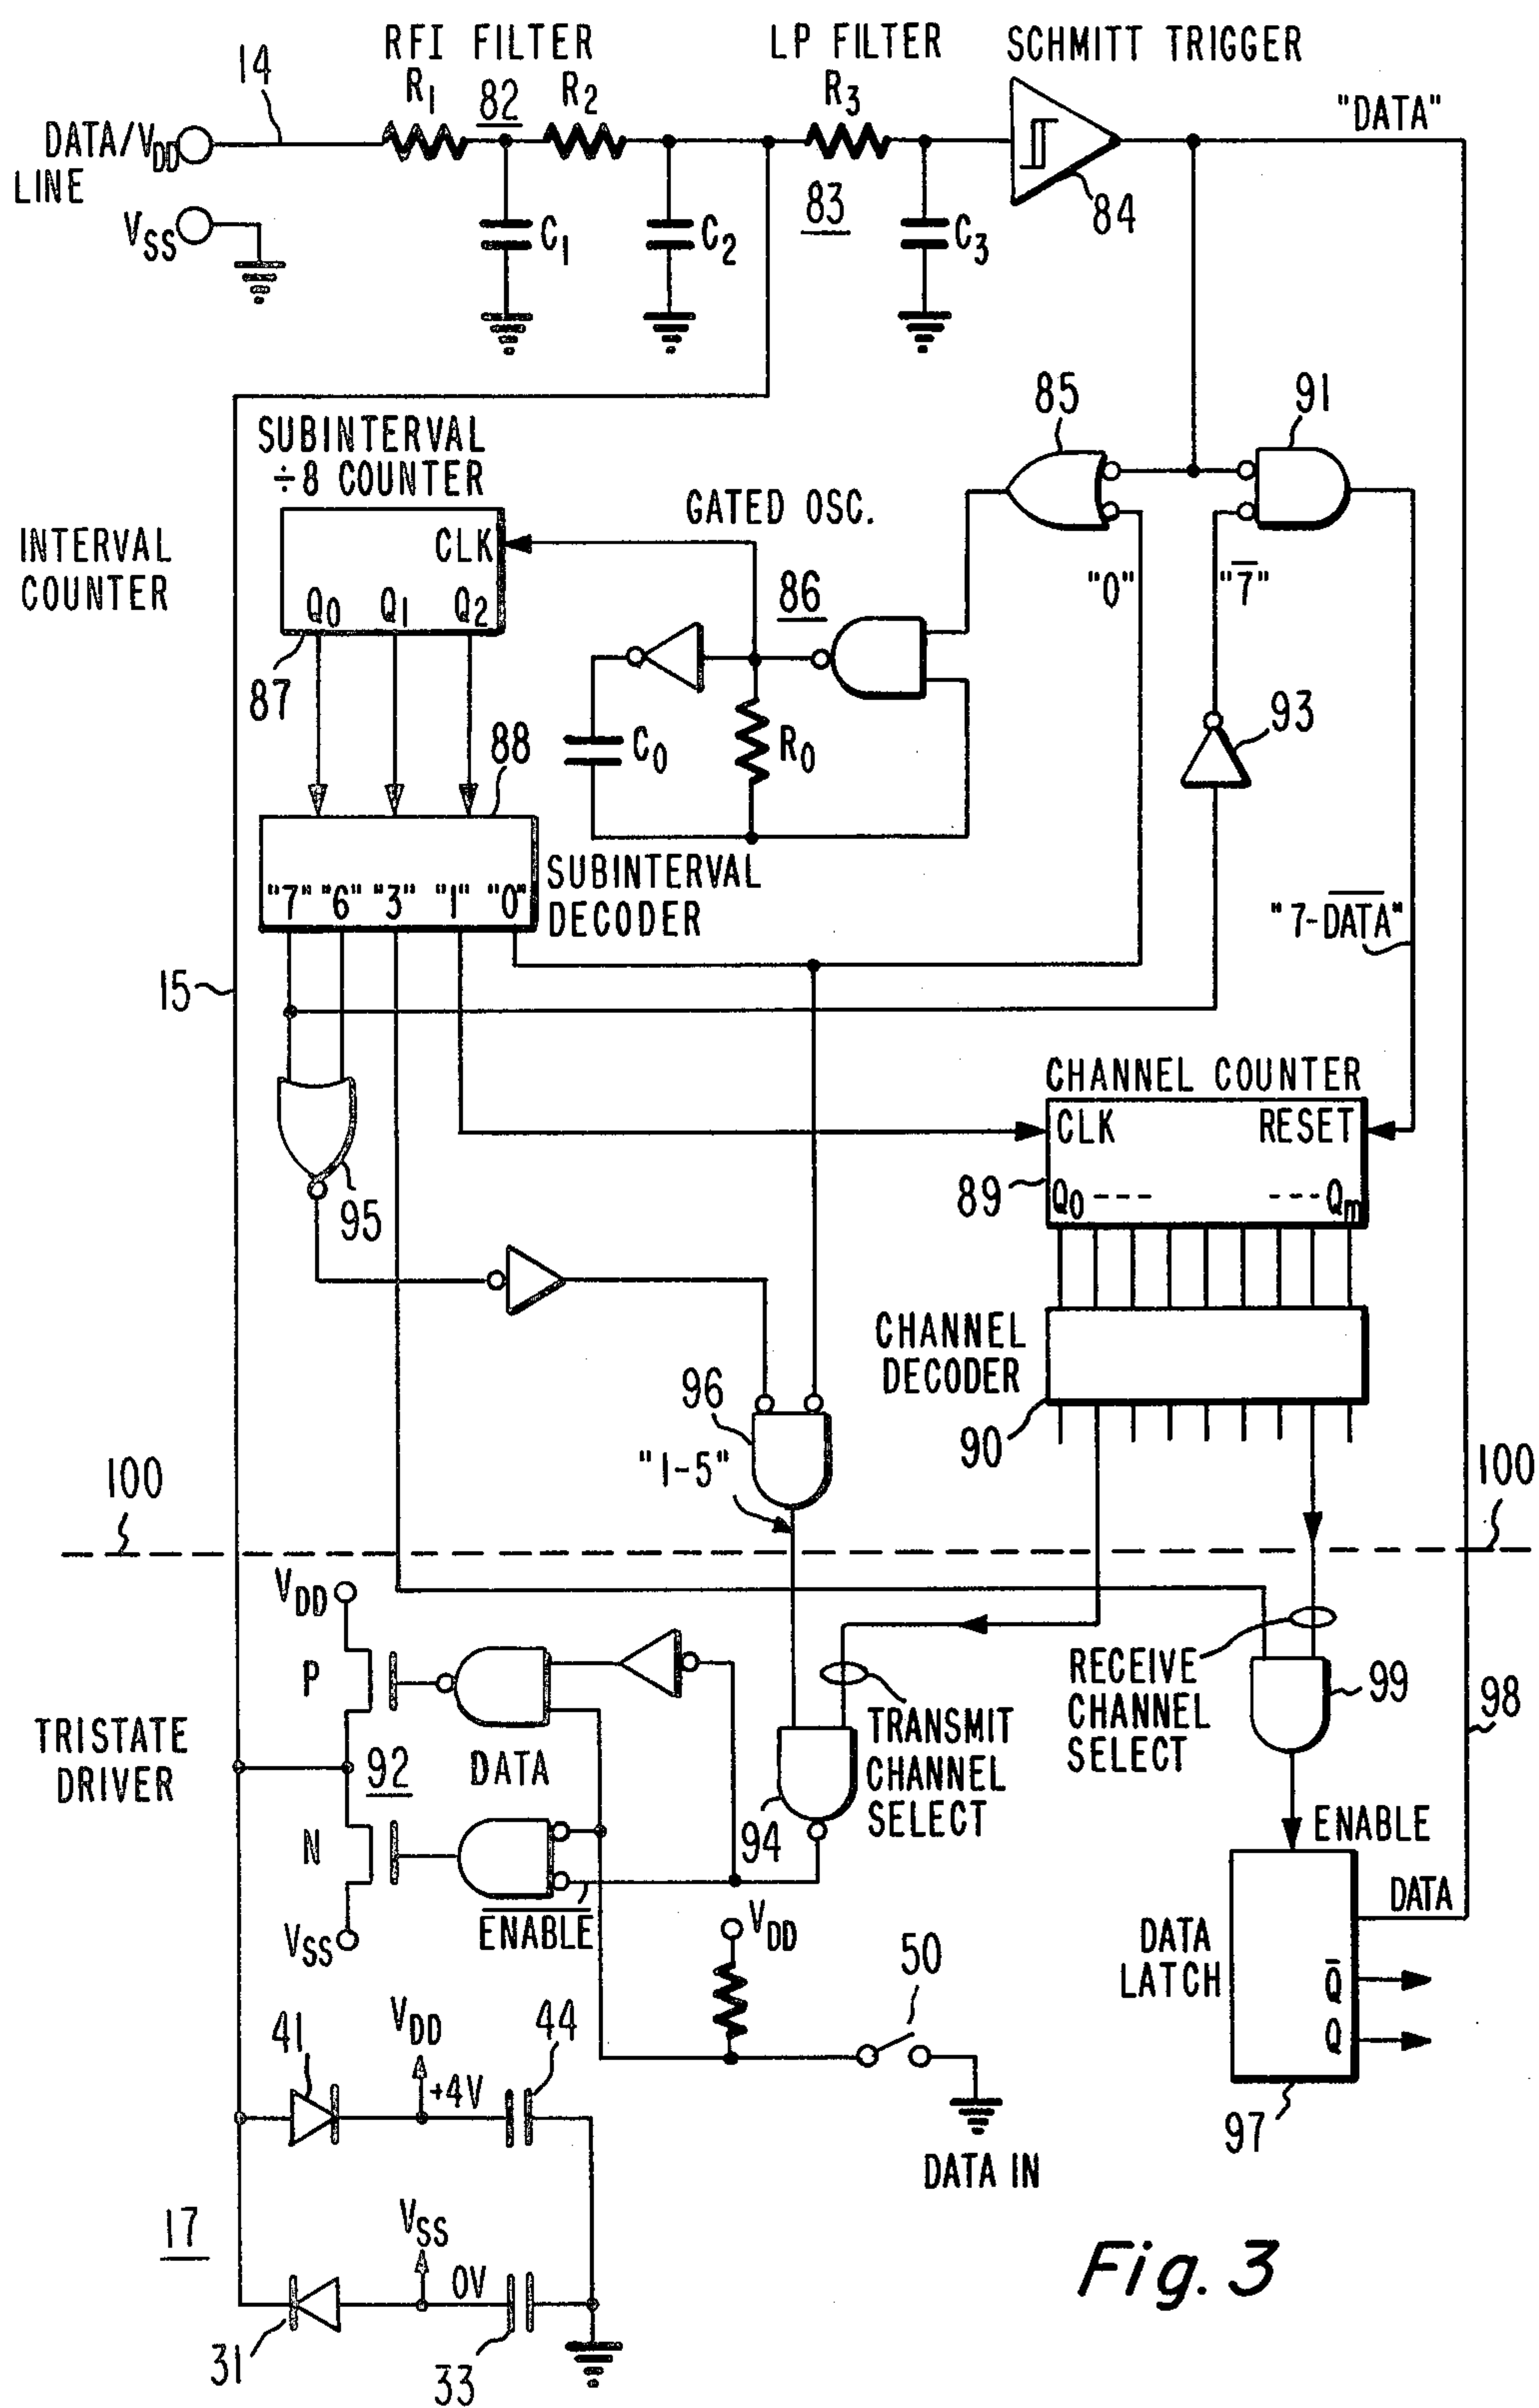 RFI FILTER
LP FILTER
SCHMITT TRIGGER
14
R1
82
R2
R3
"DATA"
DATA/VDD
LINE
VSS
C1
C2
83
C3
84
85
91
SUBINTERVAL
÷8 COUNTER
GATED OSC.
INTERVAL
COUNTER
CLK
Q0 Q1 Q2
86
"0"
"7̅"
87
88
C0
R0
93
"7" "6" "3" "1" "0"
SUBINTERVAL
DECODER
"7-D̅A̅T̅A̅"
15
CHANNEL COUNTER
CLK
RESET
89
Q0 ---
--- Qm
95
CHANNEL
DECODER
96
90
"1-5"
100
100
VDD
P
TRISTATE
DRIVER
92
DATA
TRANSMIT
CHANNEL
SELECT
RECEIVE
CHANNEL
SELECT
99
98
N
94
ENABLE
VSS
E̅N̅A̅B̅L̅E̅
VDD
50
DATA
DATA
LATCH
Q̅
Q
41
VDD
+4V
44
DATA IN
97
17
VSS
0V
31
33
Fig. 3